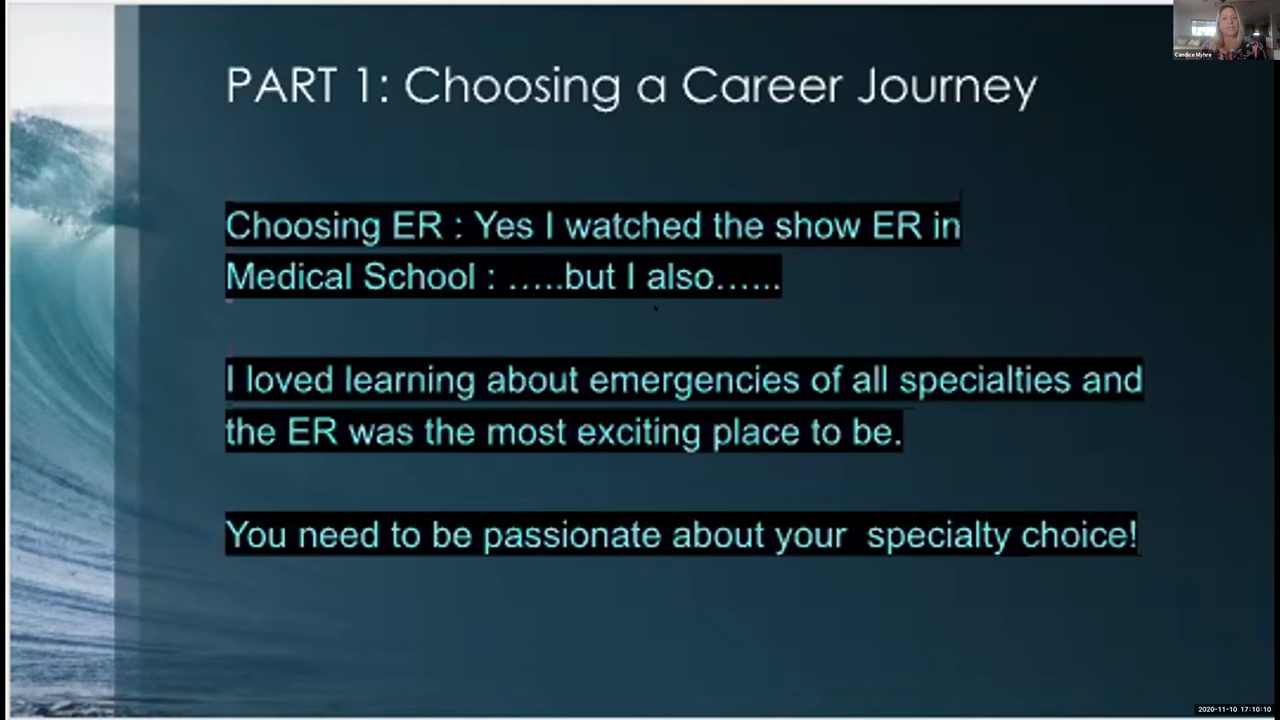 PART 1: Choosing a Career Journey
Candice Myhre
Choosing ER : Yes I watched the show ER in
Medical School : …..but I also……
I loved learning about emergencies of all specialties and
the ER was the most exciting place to be.
You need to be passionate about your  specialty choice!
2020-11-10 17:10:10